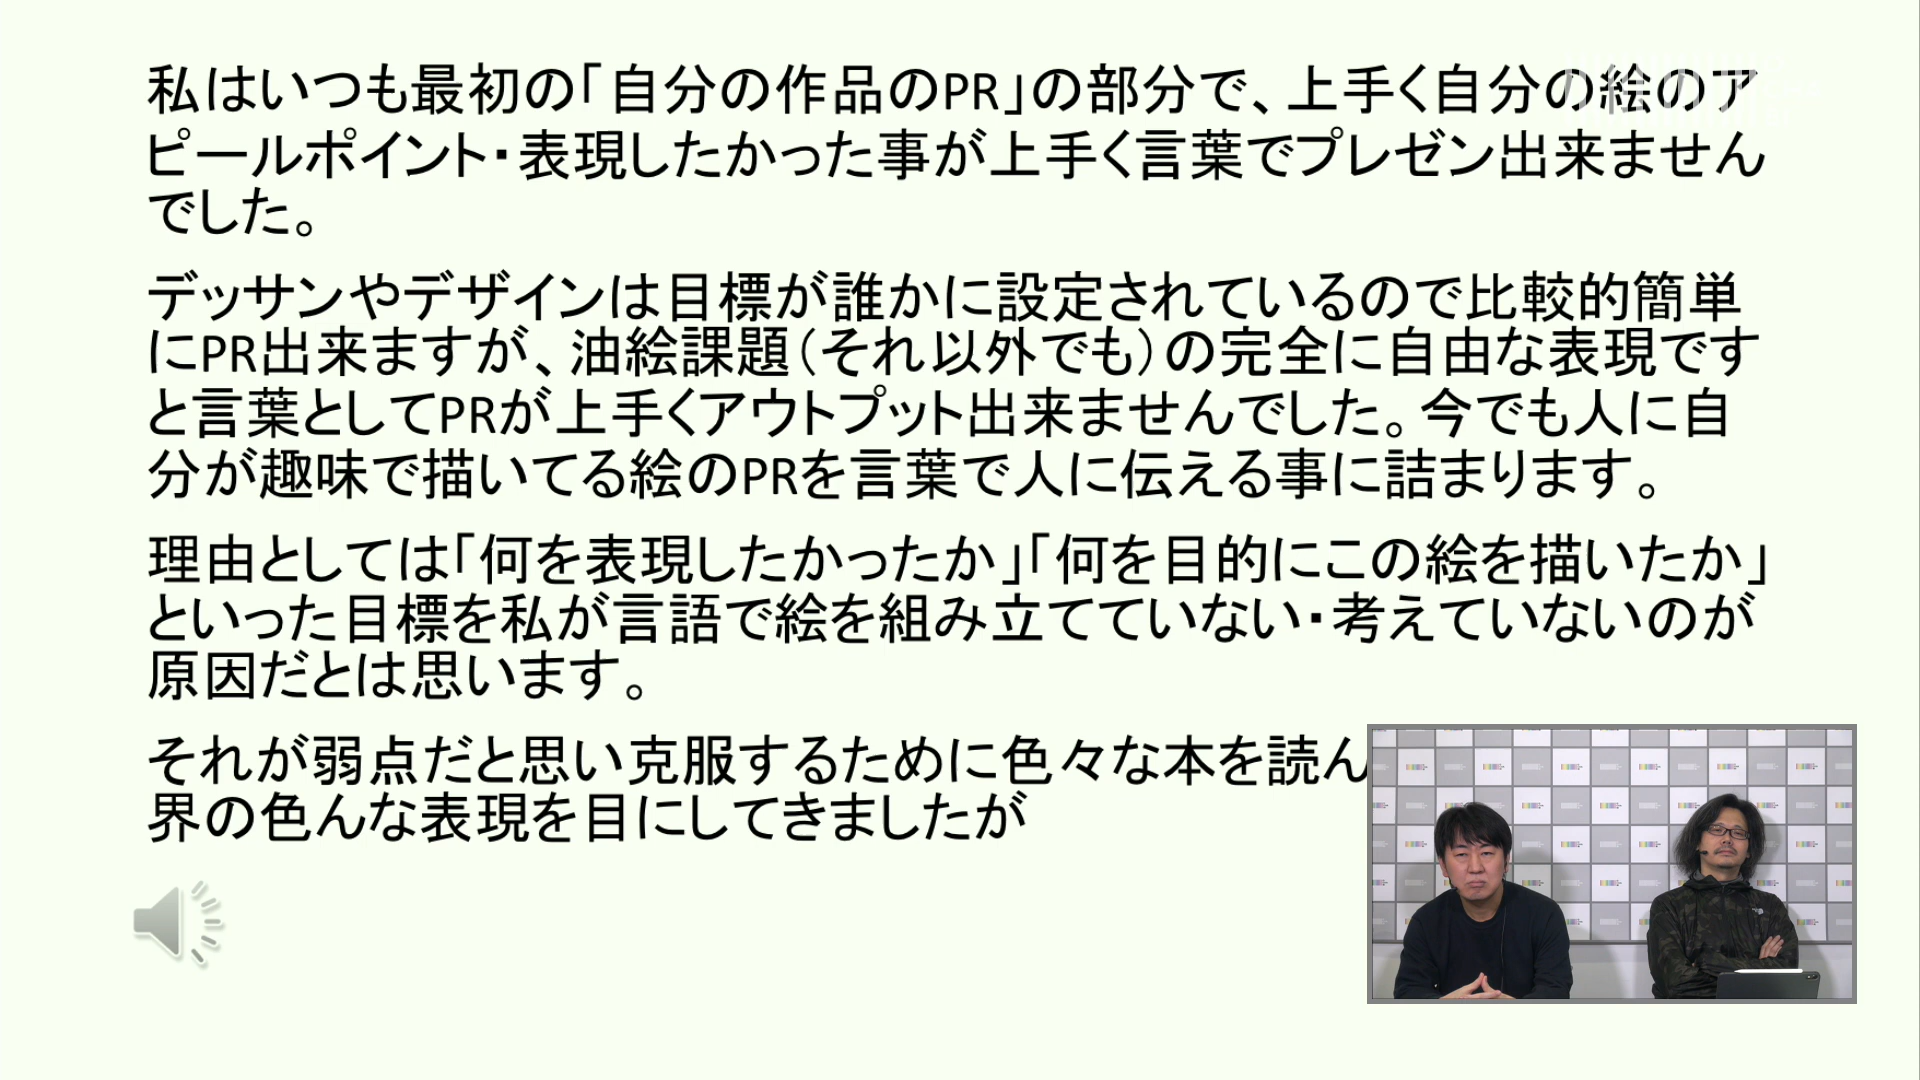 私はいつも最初の「自分の作品のPR」の部分で、上手く自分の絵のア
ピールポイント・表現したかった事が上手く言葉でプレゼン出来ません
でした。
デッサンやデザインは目標が誰かに設定されているので比較的簡単
にPR出来ますが、油絵課題（それ以外でも）の完全に自由な表現です
と言葉としてPRが上手くアウトプット出来ませんでした。今でも人に自
分が趣味で描いてる絵のPRを言葉で人に伝える事に詰まります。
理由としては「何を表現したかったか」「何を目的にこの絵を描いたか」
といった目標を私が言語で絵を組み立てていない・考えていないのが
原因だとは思います。
それが弱点だと思い克服するために色々な本を読ん
界の色んな表現を目にしてきましたが